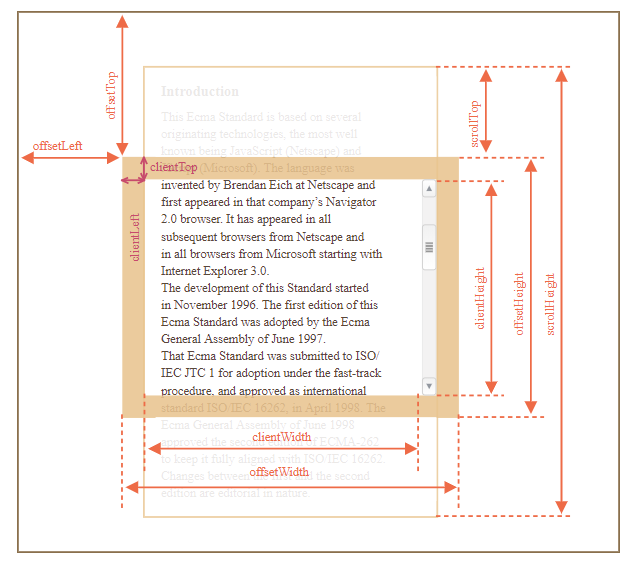 offsetTop
offsetLeft
Introduction
This Ecma Standard is based on several
originating technologies, the most well
known being JavaScript (Netscape) and
(Microsoft). The language was
invented by Brendan Eich at Netscape and
first appeared in that company’s Navigator
2.0 browser. It has appeared in all
subsequent browsers from Netscape and
in all browsers from Microsoft starting with
Internet Explorer 3.0.
The development of this Standard started
in November 1996. The first edition of this
Ecma Standard was adopted by the Ecma
General Assembly of June 1997.
That Ecma Standard was submitted to ISO/
IEC JTC 1 for adoption under the fast-track
procedure, and approved as international
standard ISO/IEC 16262, in April 1998. The
Ecma General Assembly of June 1998
approved the second edition of ECMA-262
to keep it fully aligned with ISO/IEC 16262.
Changes between the first and the second
edition are editorial in nature.
clientTop
clientLeft
clientWidth
offsetWidth
scrollTop
clientHeight
offsetHeight
scrollHeight